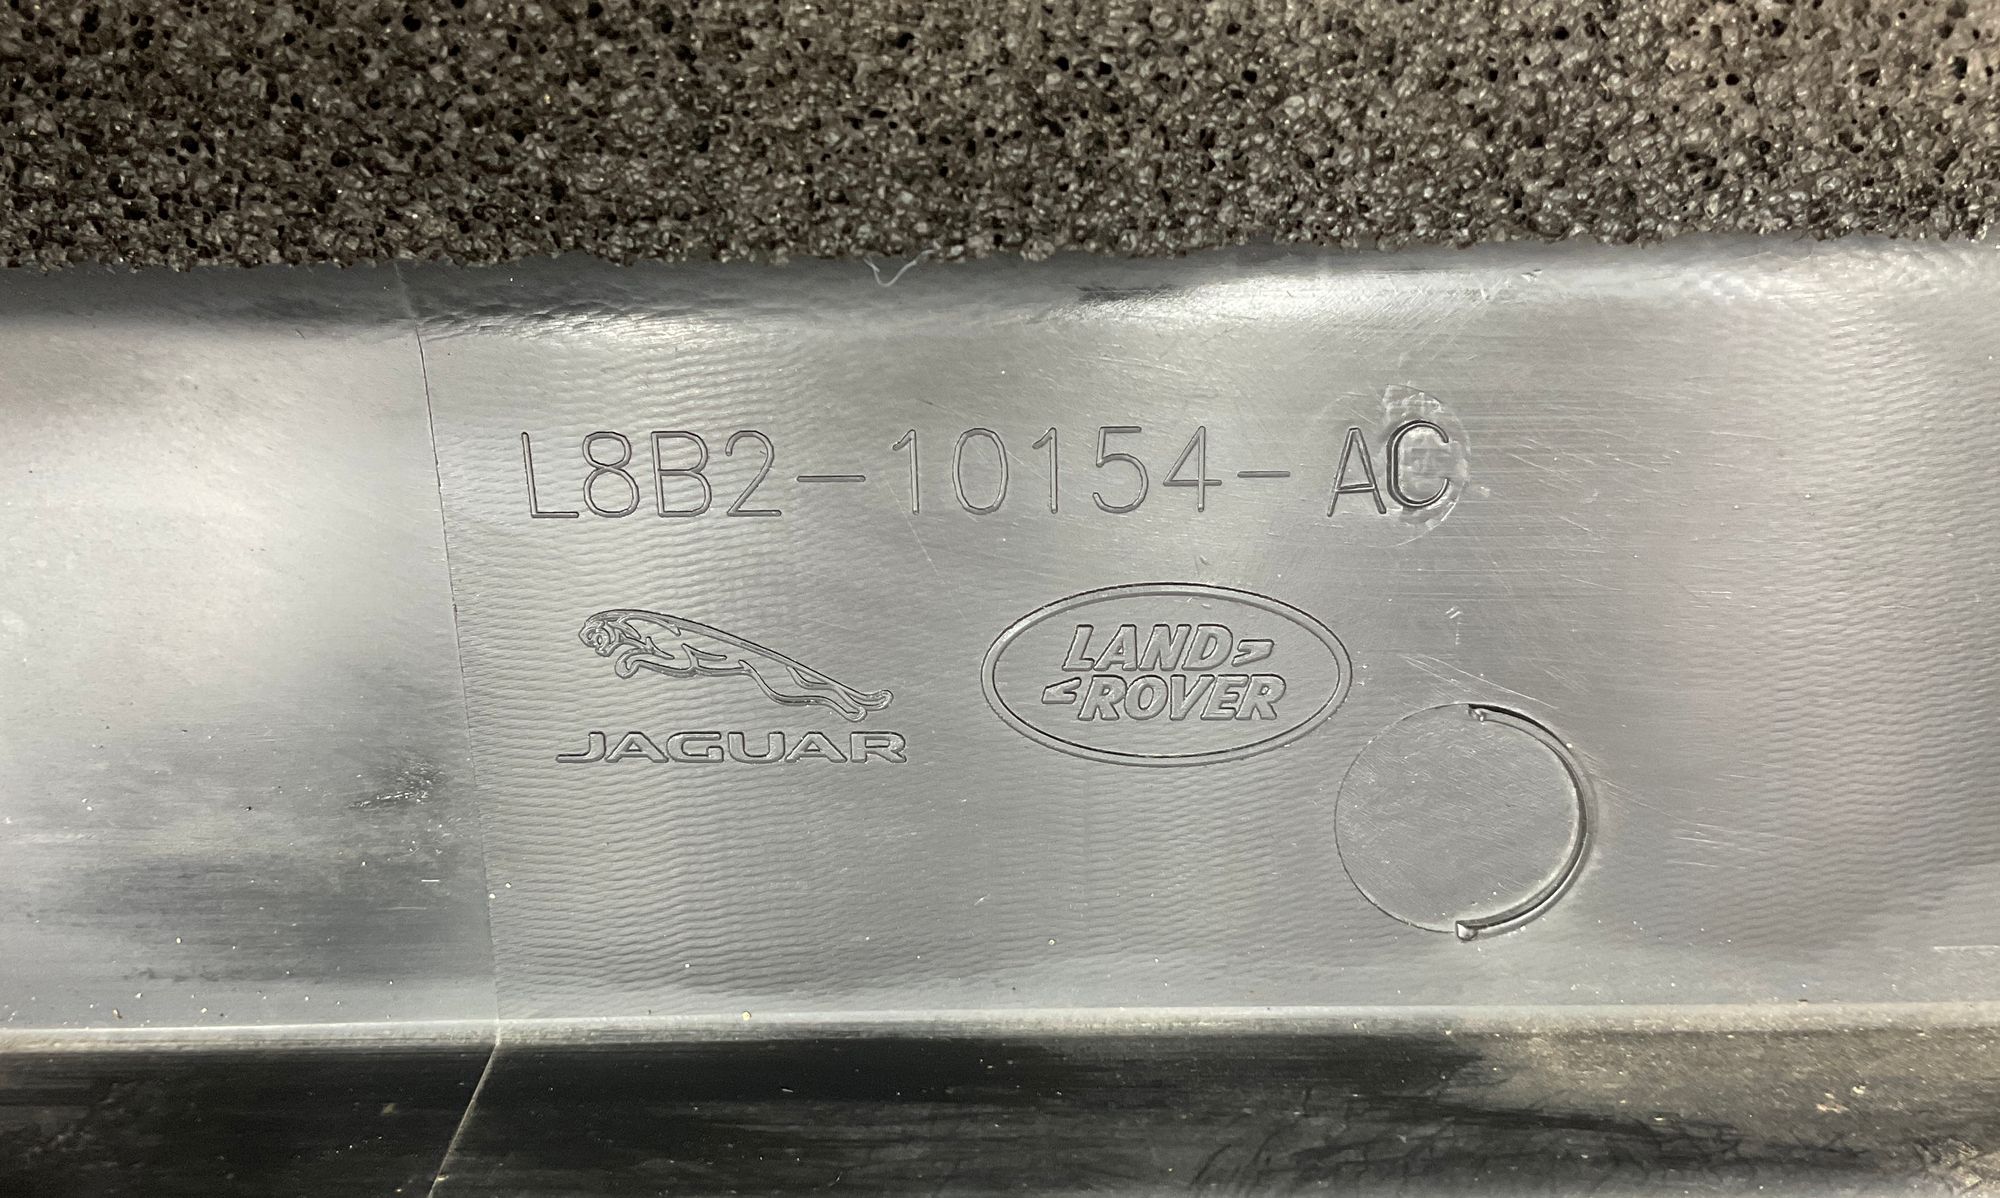 L8B2-10154-AC
JAGUAR
LAND
ROVER